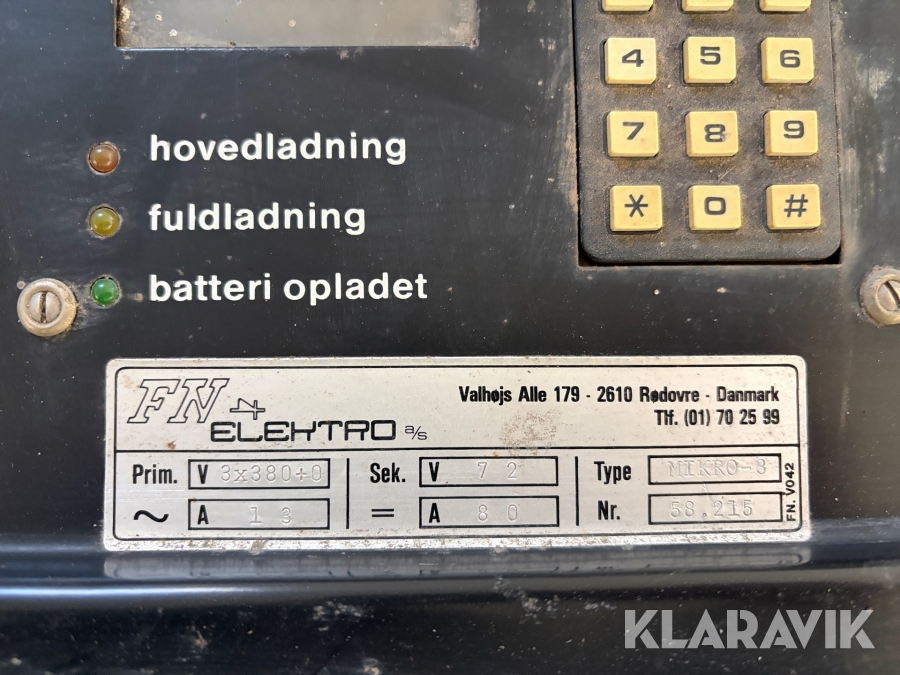 4 5 6
7 8 9
* 0 #
hovedladning
fuldladning
batteri opladet
FN
ELEKTRO a/s
Valhøjs Alle 179 - 2610 Rødovre - Danmark
Tlf. (01) 70 25 99
Prim. V 3x380+0
~ A 13
Sek. V 72
= A 80
Type MIKRO-3
Nr. 58.215
FN. V042
KLARAVIK